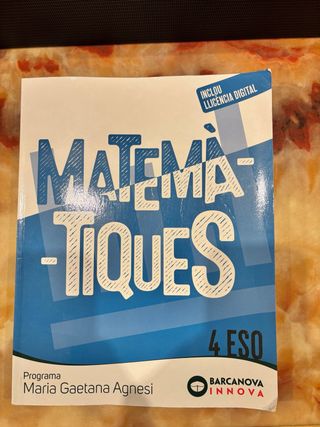 INCLOU
LLICÈNCIA DIGITAL
MATEMÀ-
-TIQUES
4 ESO
Programa
Maria Gaetana Agnesi
BARCANOVA
INNOVA